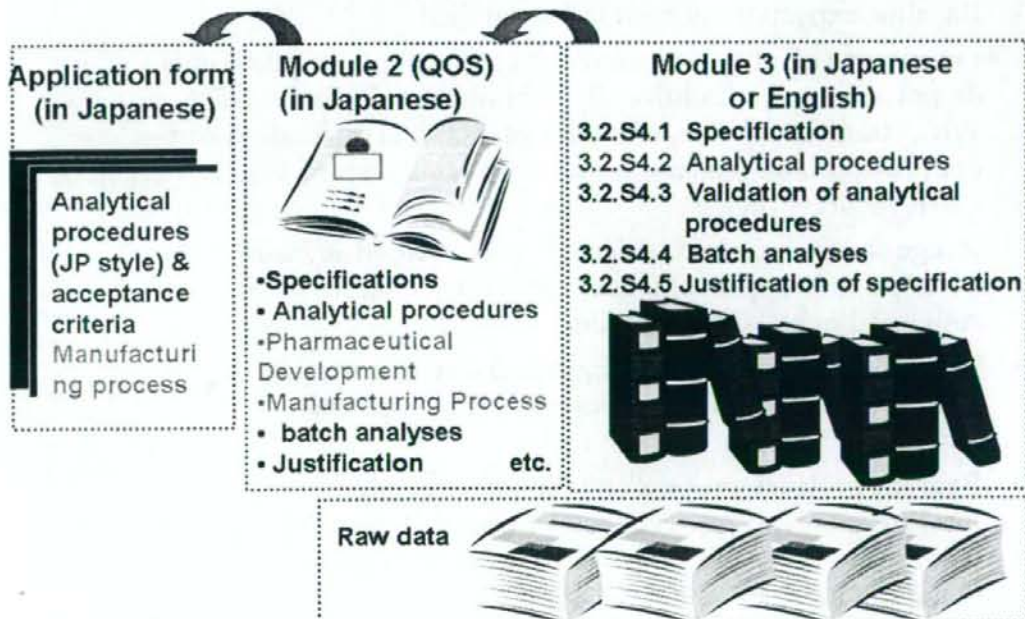 Application form
(in Japanese)
Analytical
procedures
(JP style) &
acceptance
criteria
Manufacturi
ng process
Module 2 (QOS)
(in Japanese)
•Specifications
• Analytical procedures
•Pharmaceutical
Development
•Manufacturing Process
• batch analyses
• Justification etc.
Module 3 (in Japanese
or English)
3.2.S4.1 Specification
3.2.S4.2 Analytical procedures
3.2.S4.3 Validation of analytical
procedures
3.2.S4.4 Batch analyses
3.2.S4.5 Justification of specification
Raw data